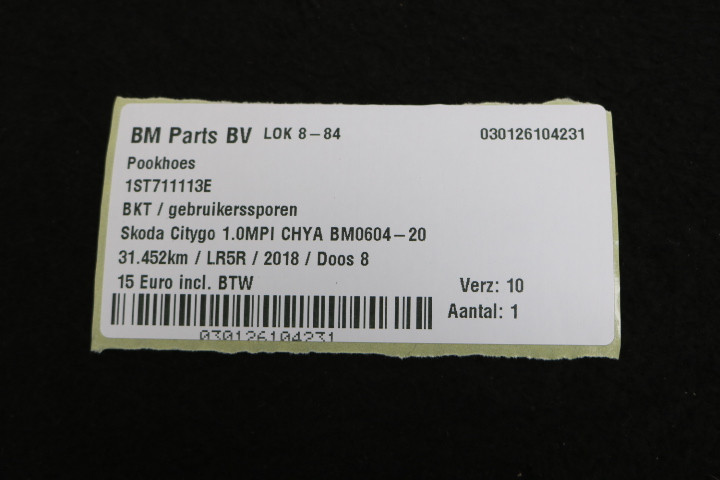 BM Parts BV LOK 8-84 030126104231
Pookhoes
1ST711113E
BKT / gebruikerssporen
Skoda Citygo 1.0MPI CHYA BM0604-20
31.452km / LR5R / 2018 / Doos 8
15 Euro incl. BTW Verz: 10
Aantal: 1
030126104231